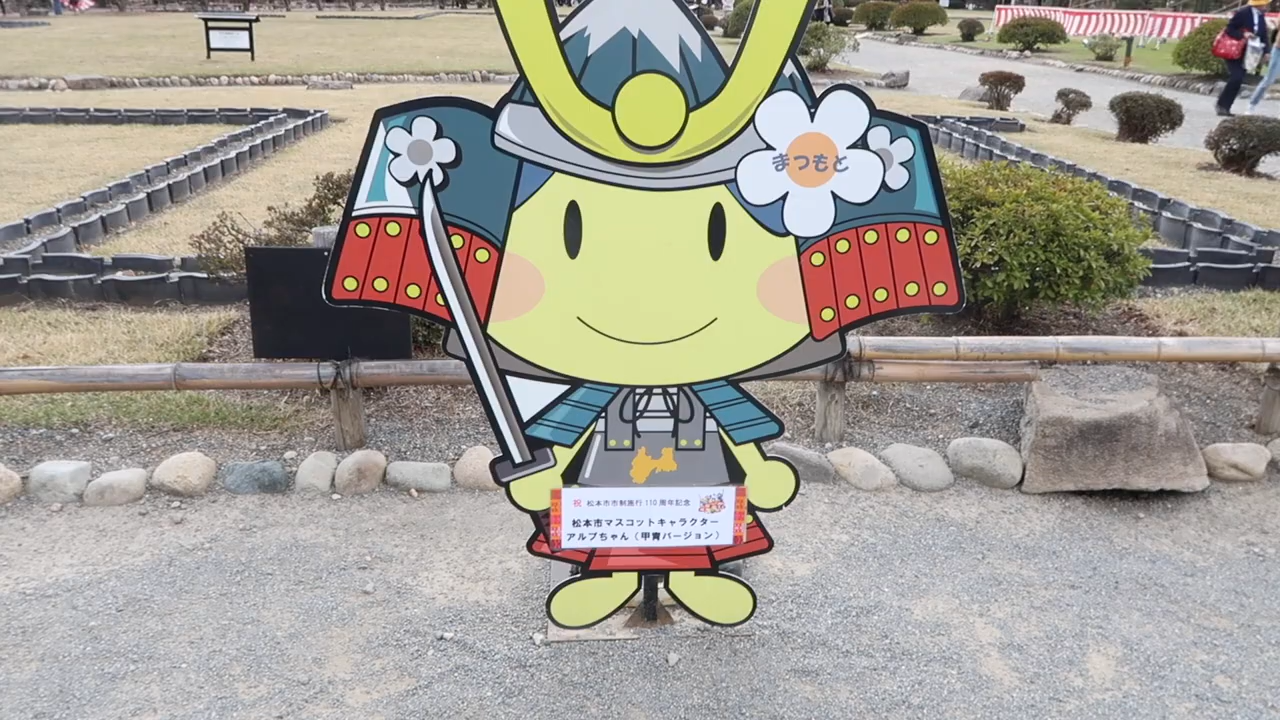 まつもと
祝 松本市市制施行110周年記念
松本市マスコットキャラクター
アルプちゃん（甲冑バージョン）